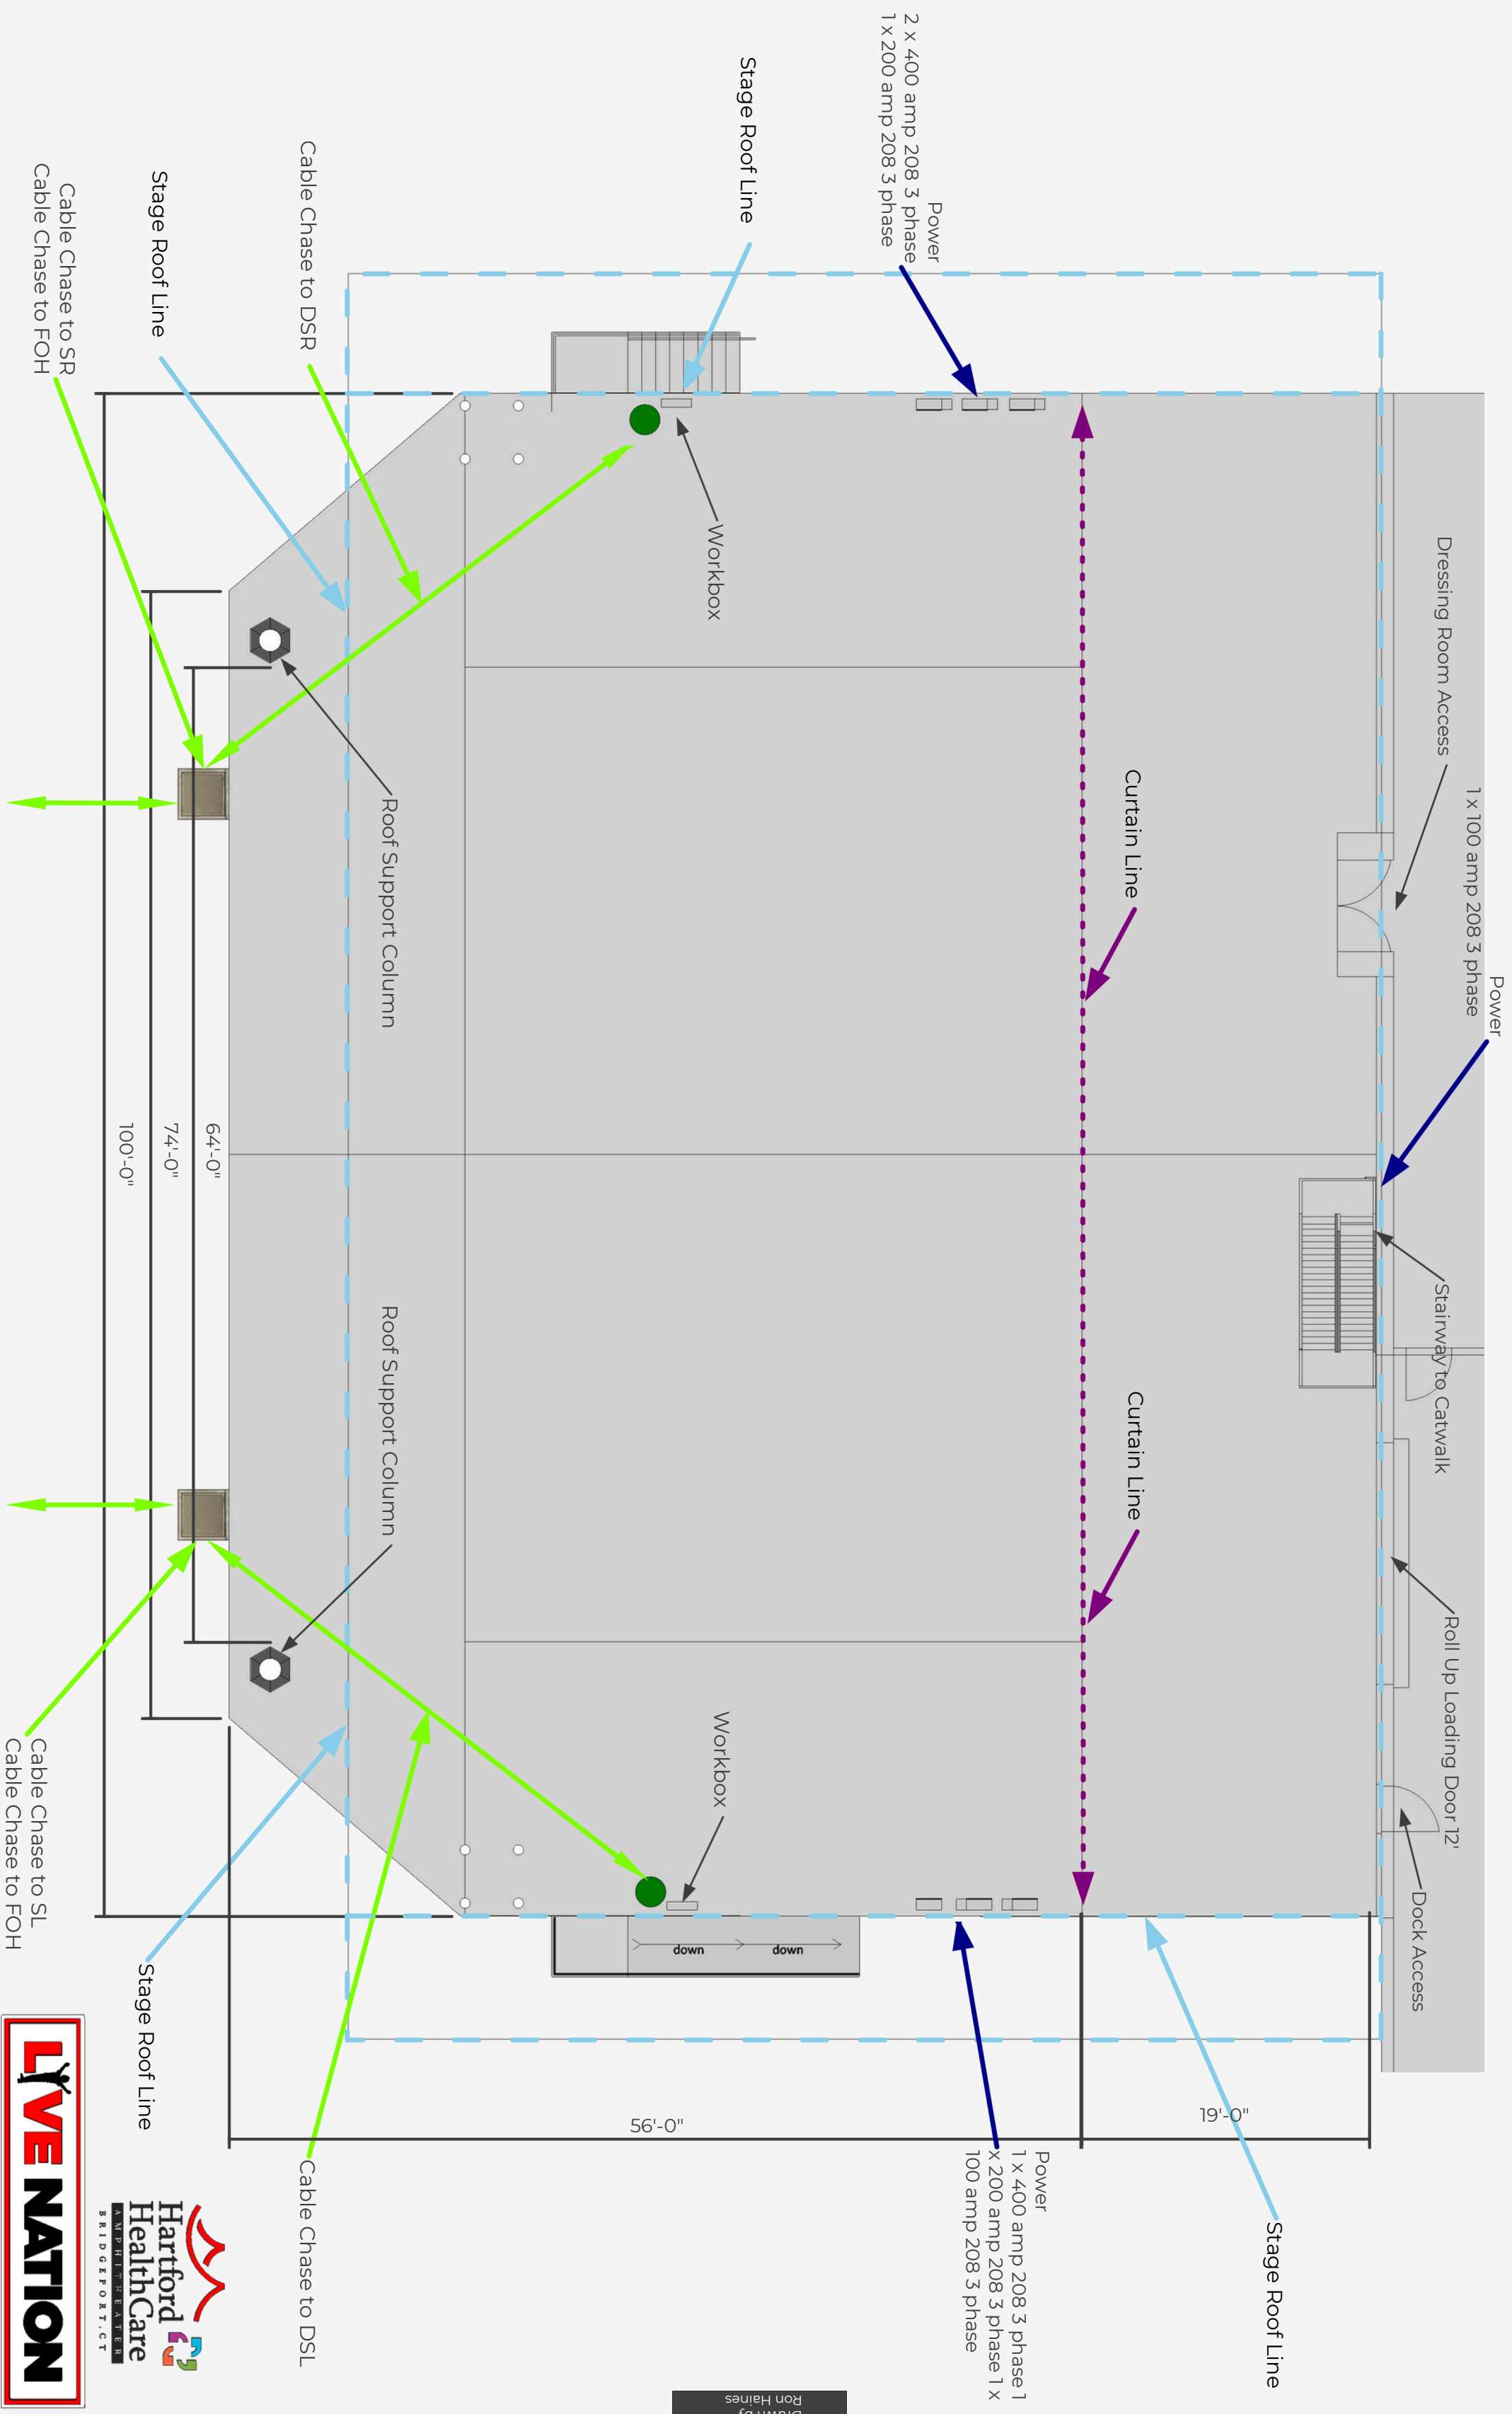 Power
1 x 100 amp 208 3 phase
Dressing Room Access
Stairway to Catwalk
Roll Up Loading Door 12'
Dock Access
Curtain Line
Curtain Line
Stage Roof Line
19'-0"
Power
2 x 400 amp 208 3 phase
1 x 200 amp 208 3 phase
Power
1 x 400 amp 208 3 phase 1
x 200 amp 208 3 phase 1 x
100 amp 208 3 phase
Stage Roof Line
Workbox
Workbox
down
down
56'-0"
Roof Support Column
Roof Support Column
Cable Chase to DSR
Cable Chase to DSL
64'-0"
74'-0"
100'-0"
Stage Roof Line
Stage Roof Line
Cable Chase to SR
Cable Chase to FOH
Cable Chase to SL
Cable Chase to FOH
Hartford
HealthCare
AMPHITHEATER
BRIDGEPORT.CT
LIVE NATION
Drawn by
Ron Haines